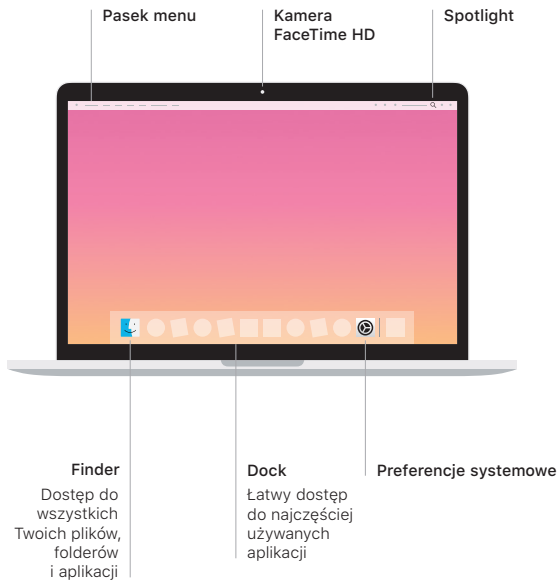 Pasek menu
Kamera
FaceTime HD
Spotlight
Finder
Dostęp do
wszystkich
Twoich plików,
folderów
i aplikacji
Dock
Łatwy dostęp
do najczęściej
używanych
aplikacji
Preferencje systemowe